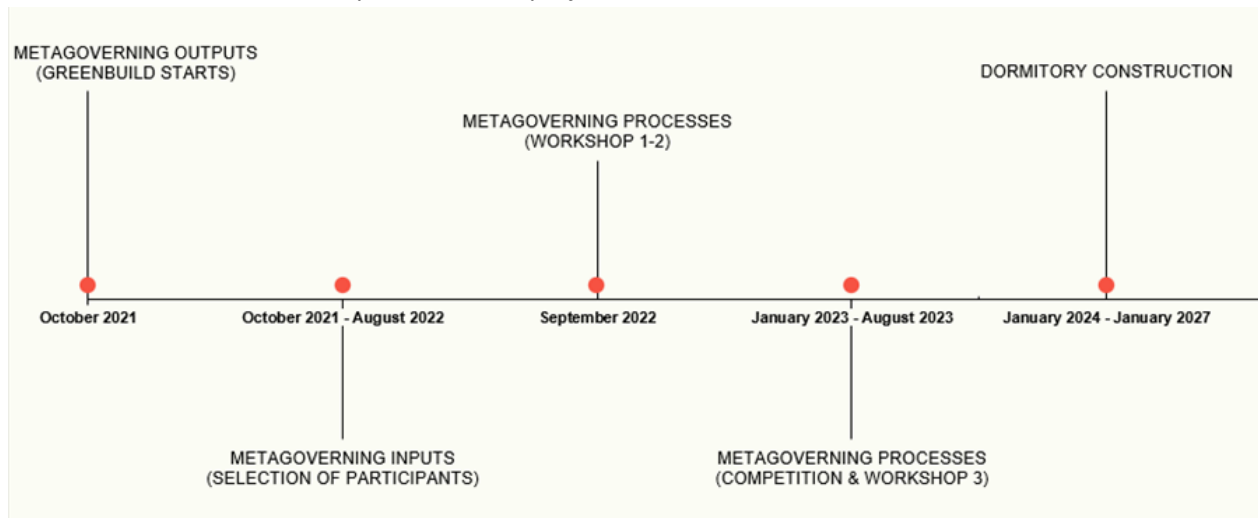 METAGOVERNING OUTPUTS
(GREENBUILD STARTS)
DORMITORY CONSTRUCTION
METAGOVERNING PROCESSES
(WORKSHOP 1-2)
October 2021
October 2021 - August 2022
September 2022
January 2023 - August 2023
January 2024 - January 2027
METAGOVERNING INPUTS
(SELECTION OF PARTICIPANTS)
METAGOVERNING PROCESSES
(COMPETITION & WORKSHOP 3)